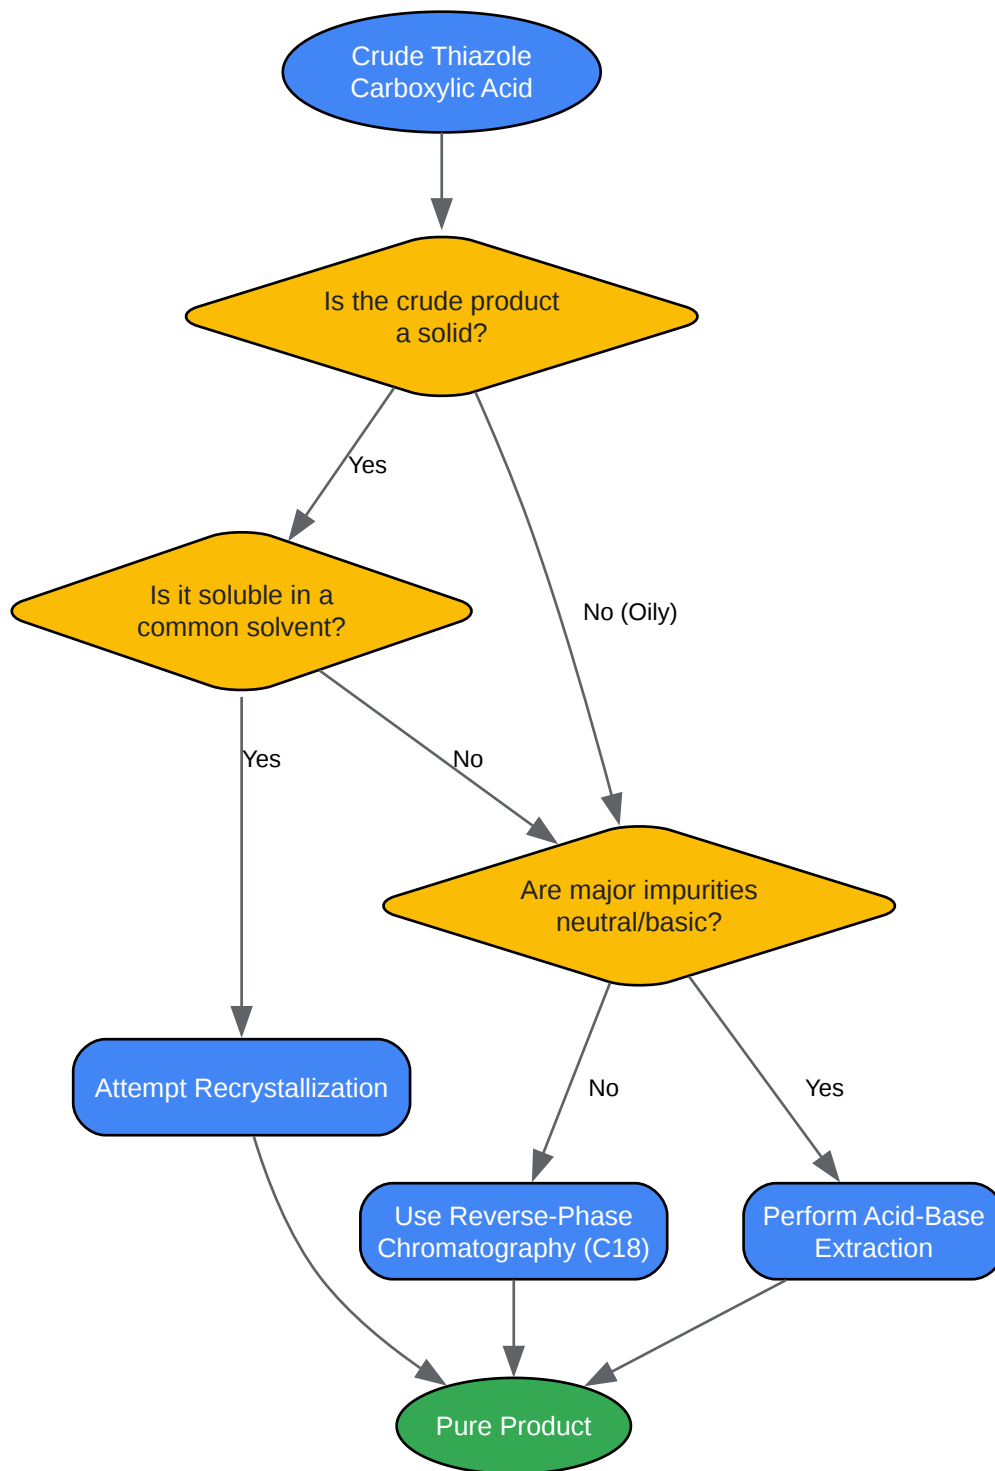 Crude Thiazole
Carboxylic Acid
Is the crude product
a solid?
Yes
Is it soluble in a
common solvent?
No (Oily)
Yes
No
Are major impurities
neutral/basic?
Attempt Recrystallization
No
Yes
Use Reverse-Phase
Chromatography (C18)
Perform Acid-Base
Extraction
Pure Product